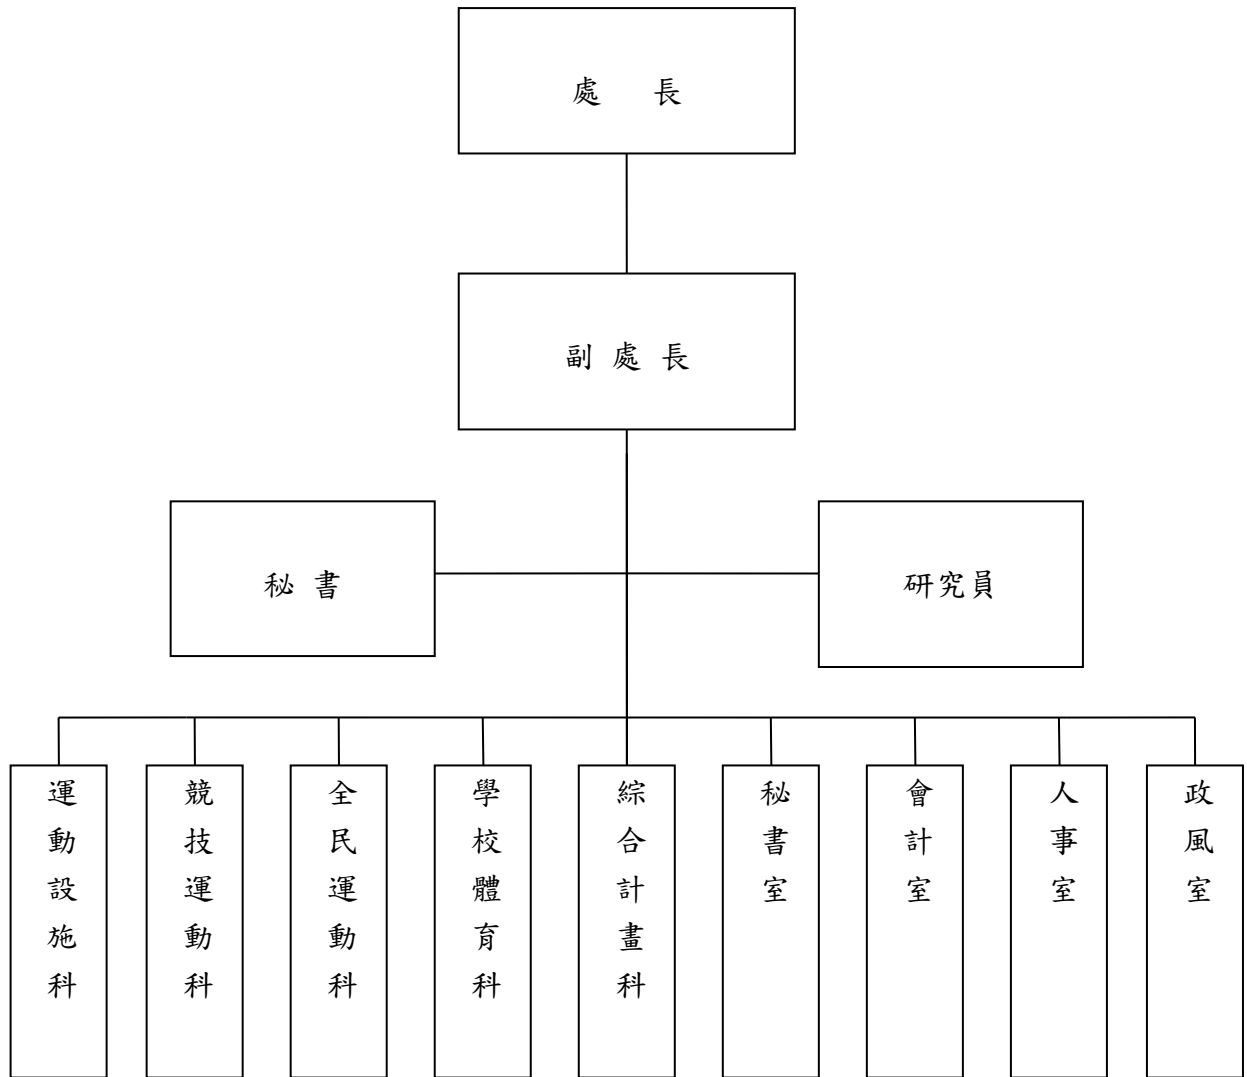 處 長
副 處 長
秘 書
研究員
運動設施科
競技運動科
全民運動科
學校體育科
綜合計畫科
秘書室
會計室
人事室
政風室